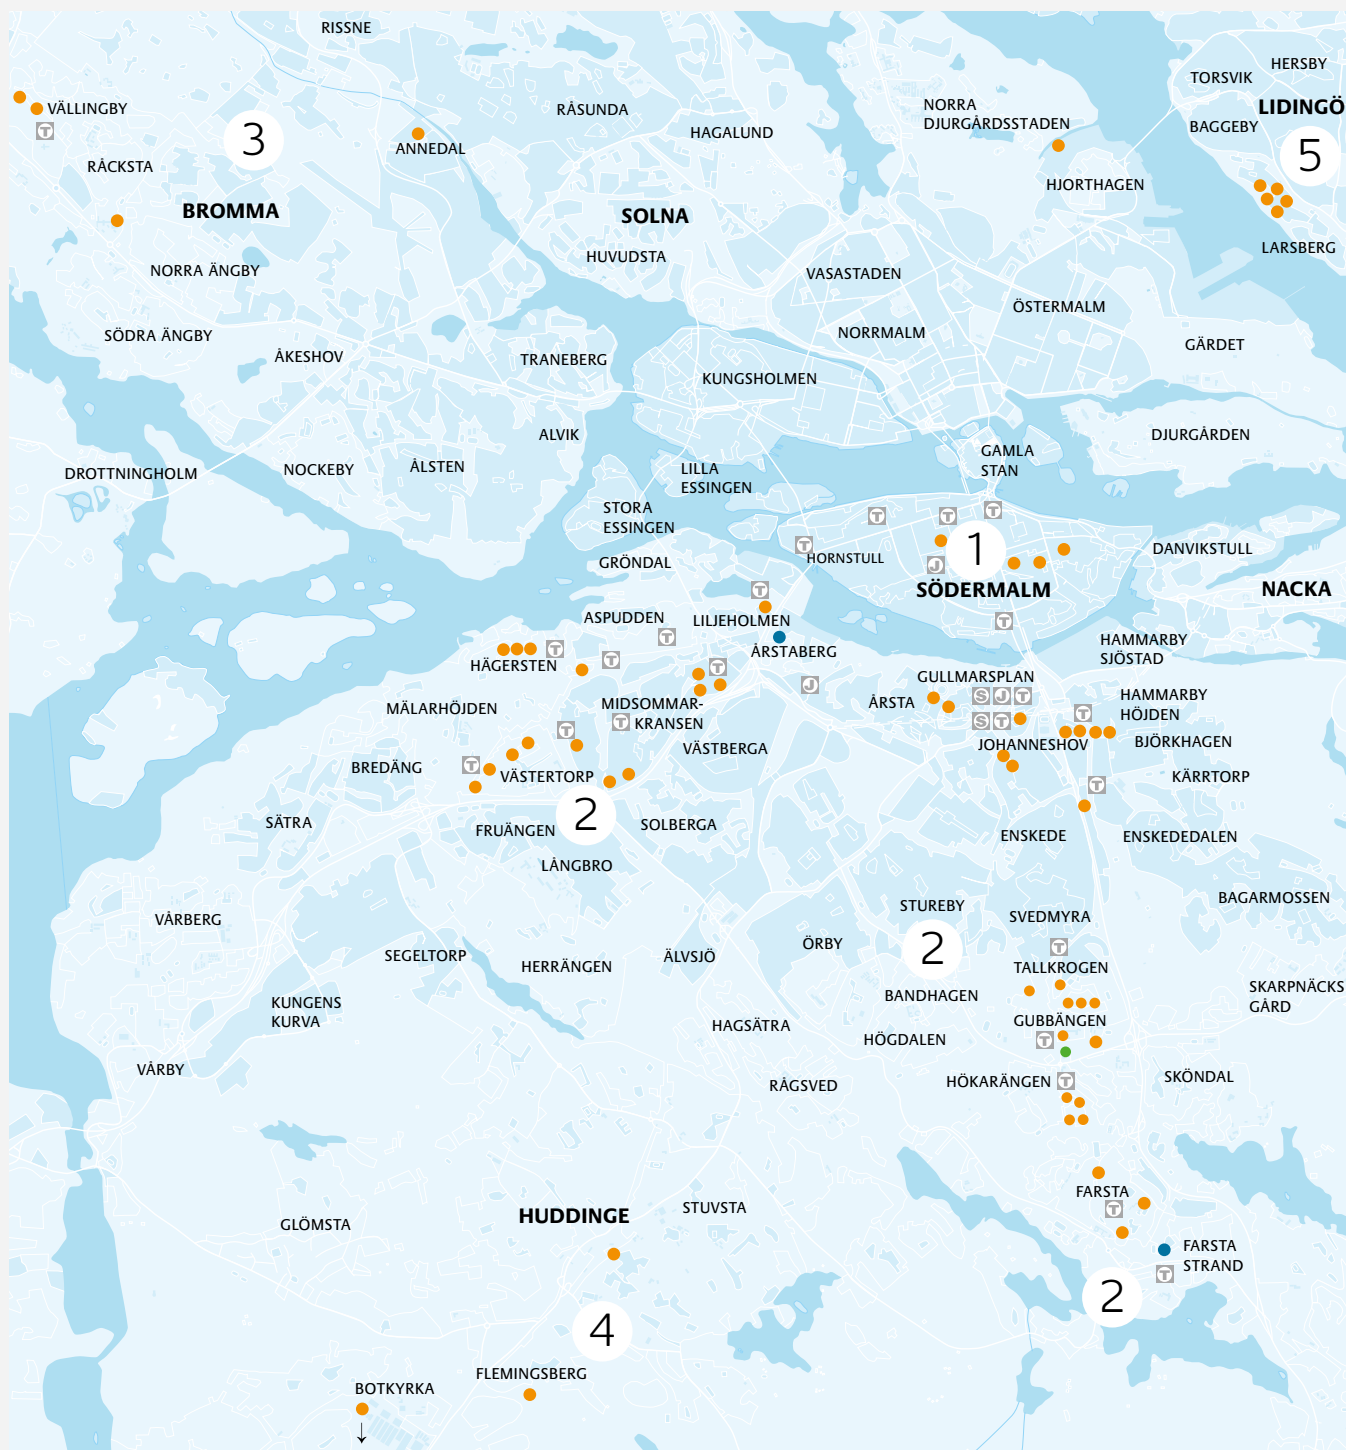 RISSNE
HERSBY
TORSVIK
VÄLLINGBY
T
RÅSUNDA
NORRA
DJURGÅRDSSTADEN
LIDINGÖ
HAGALUND
BAGGEBY
3
ANNEDAL
5
RÅCKSTA
HJORTHAGEN
BROMMA
SOLNA
LARSBERG
HUVUDSTA
NORRA ÄNGBY
VASASTADEN
ÖSTERMALM
SÖDRA ÄNGBY
NORRMALM
GÄRDET
ÅKESHOV
TRANEBERG
KUNGSHOLMEN
ALVIK
DJURGÅRDEN
GAMLA
STAN
DROTTNINGHOLM
NOCKEBY
ÅLSTEN
LILLA
ESSINGEN
STORA
ESSINGEN
T
T
T
T
HORNSTULL
1
J
DANVIKSTULL
GRÖNDAL
SÖDERMALM
NACKA
T
ASPUDDEN
LILJEHOLMEN
T
T
ÅRSTABERG
HAMMARBY
SJÖSTAD
HÄGERSTEN
T
T
T
J
GULLMARSPLAN
S J T
S T
MÄLARHÖJDEN
MIDSOMMAR-
KRANSEN
T
T
ÅRSTA
HAMMARBY
HÖJDEN
T
JOHANNESHOV
BJÖRKHAGEN
VÄSTBERGA
BREDÄNG
T
VÄSTERTORP
KÄRRTORP
T
SÄTRA
2
FRUÄNGEN
SOLBERGA
ENSKEDE
ENSKEDEDALEN
LÅNGBRO
BAGARMOSSEN
VÅRBERG
STUREBY
SVEDMYRA
2
T
SEGELTORP
HERRÄNGEN
ÄLVSJÖ
ÖRBY
TALLKROGEN
BANDHAGEN
SKARPNÄCKS
GÅRD
KUNGENS
KURVA
HAGSÄTRA
GUBBÄNGEN
HÖGDALEN
T
VÅRBY
RÅGSVED
HÖKARÄNGEN
T
SKÖNDAL
FARSTA
T
HUDDINGE
STUVSTA
GLÖMSTA
FARSTA
STRAND
T
2
4
FLEMINGSBERG
BOTKYRKA